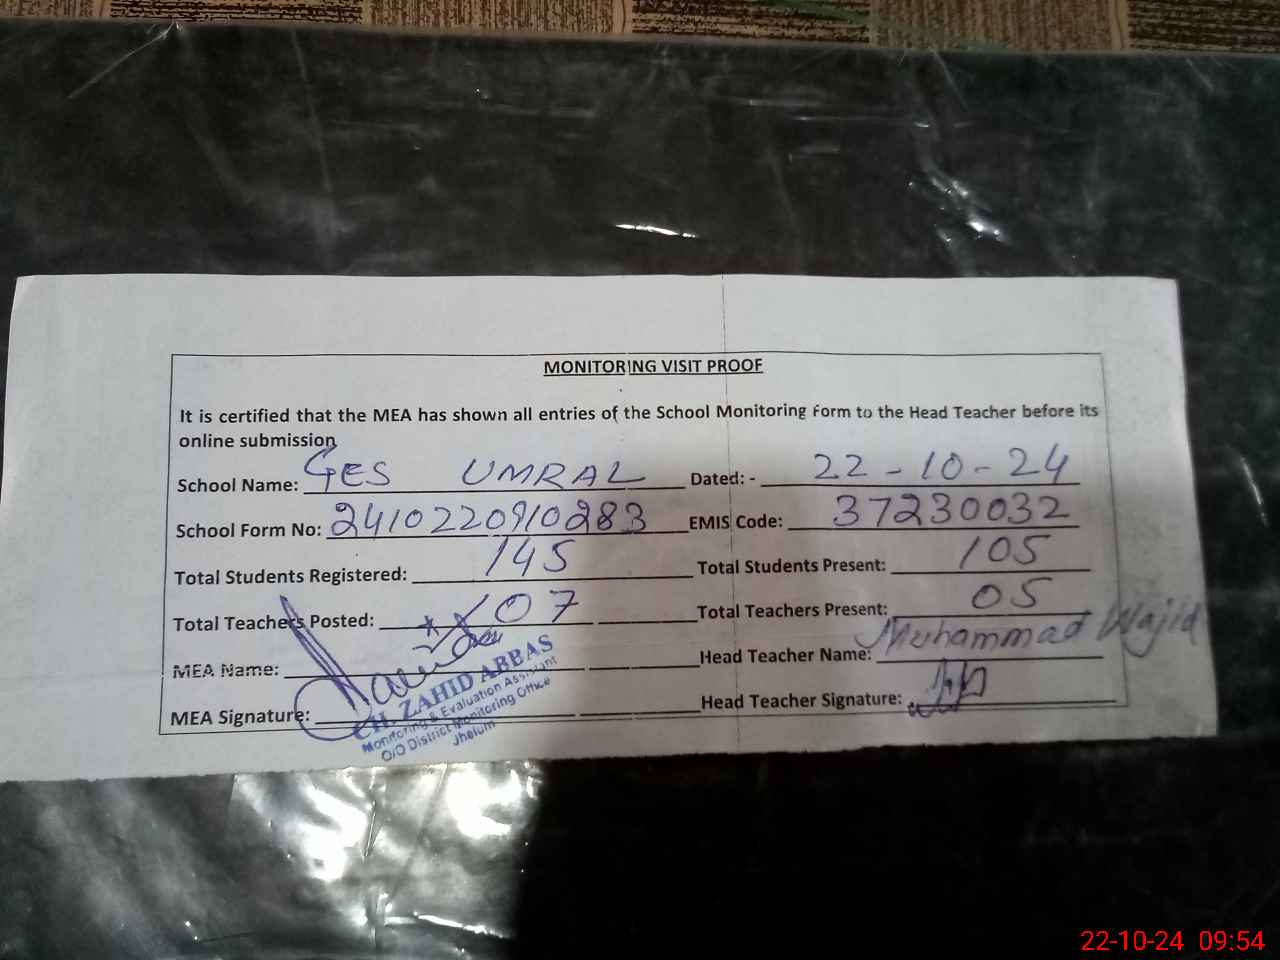 MONITORING VISIT PROOF
It is certified that the MEA has shown all entries of the School Monitoring Form to the Head Teacher before its
online submission
School Name: GES UMRAL Dated: - 22-10-24
School Form No: 2410220910283 EMIS Code: 37230032
Total Students Registered: 145 Total Students Present: 105
Total Teachers Posted: 07 Total Teachers Present: 05
MEA Name: Head Teacher Name: Muhammad Wajid
MEA Signature: Head Teacher Signature:
CH. ZAHID ABBAS
Monitoring & Evaluation Assistant
O/O District Monitoring Office
Jhelum
22-10-24 09:54